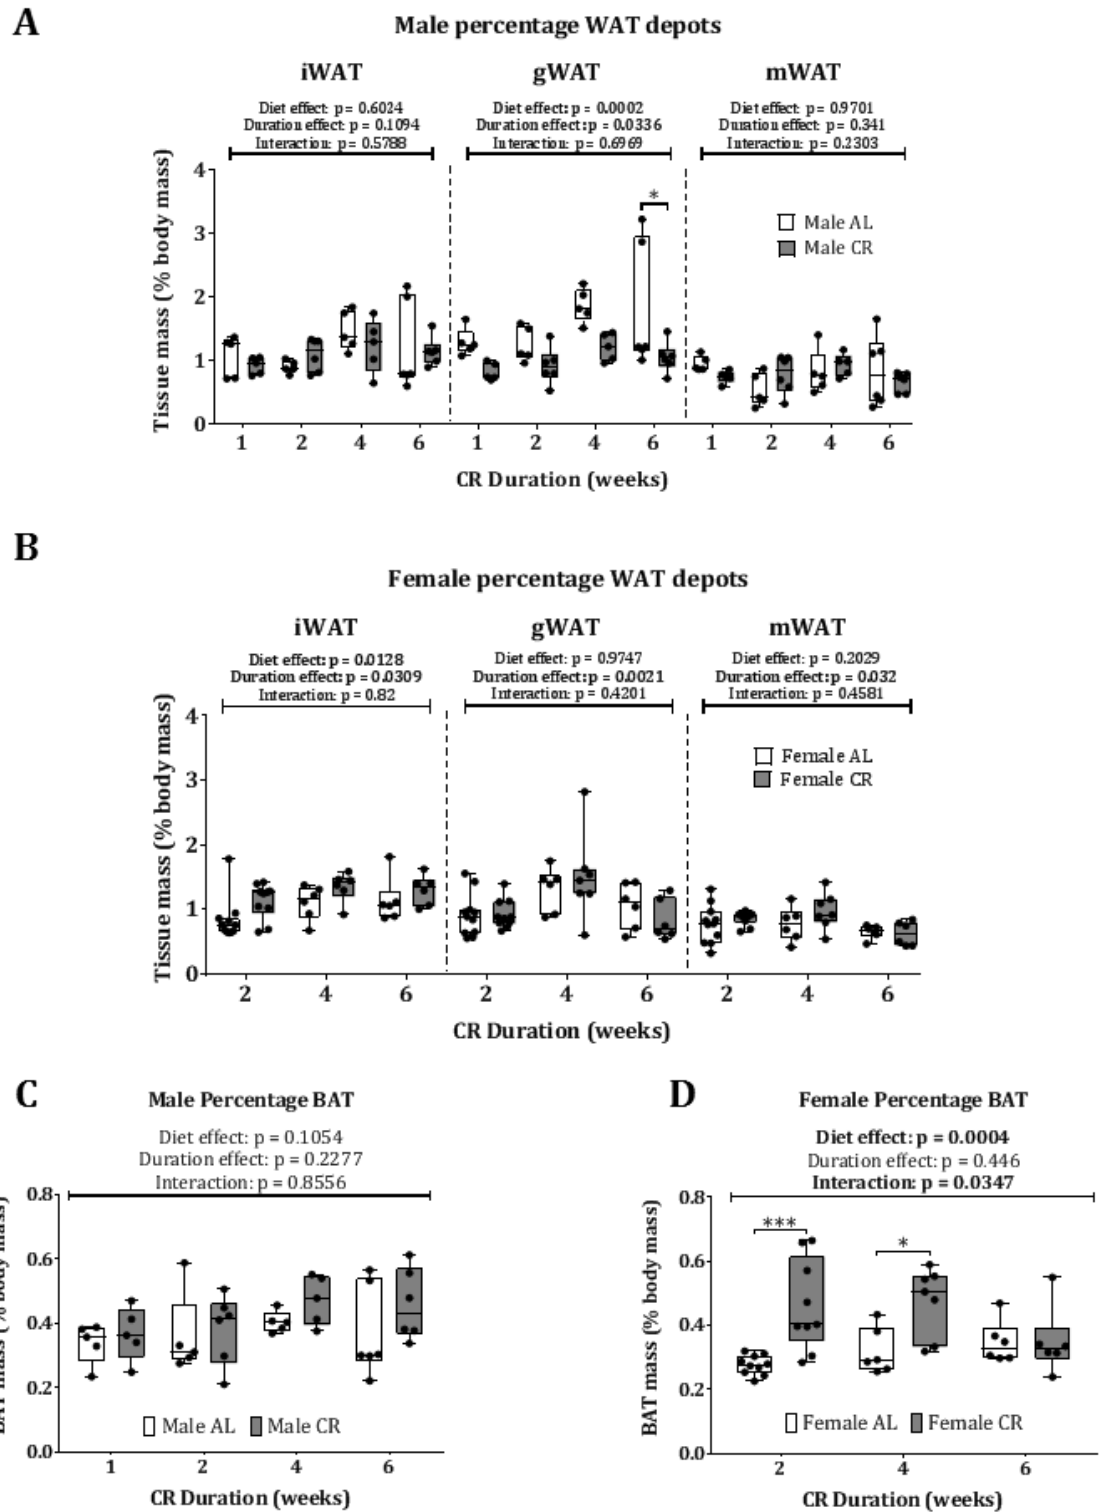 A
Male percentage WAT depots
iWAT gWAT mWAT
Diet effect: p = 0.6024 Diet effect: p = 0.0002 Diet effect: p = 0.9701
Duration effect: p = 0.1094 Duration effect: p = 0.0336 Duration effect: p = 0.341
Interaction: p = 0.5788 Interaction: p = 0.6969 Interaction: p = 0.2303
Tissue mass (% body mass)
4
3
2
1
0
*
Male AL
Male CR
1 2 4 6 1 2 4 6 1 2 4 6
CR Duration (weeks)
B
Female percentage WAT depots
iWAT gWAT mWAT
Diet effect: p = 0.0128 Diet effect: p = 0.9747 Diet effect: p = 0.2029
Duration effect: p = 0.0309 Duration effect: p = 0.0021 Duration effect: p = 0.032
Interaction: p = 0.82 Interaction: p = 0.4201 Interaction: p = 0.4581
Tissue mass (% body mass)
4
3
2
1
0
Female AL
Female CR
2 4 6 2 4 6 2 4 6
CR Duration (weeks)
C
Male Percentage BAT
Diet effect: p = 0.1054
Duration effect: p = 0.2277
Interaction: p = 0.8556
BAT mass (% body mass)
0.8
0.6
0.4
0.2
0.0
Male AL Male CR
1 2 4 6
CR Duration (weeks)
D
Female Percentage BAT
Diet effect: p = 0.0004
Duration effect: p = 0.446
Interaction: p = 0.0347
BAT mass (% body mass)
0.8
0.6
0.4
0.2
0.0
***
*
Female AL Female CR
2 4 6
CR Duration (weeks)